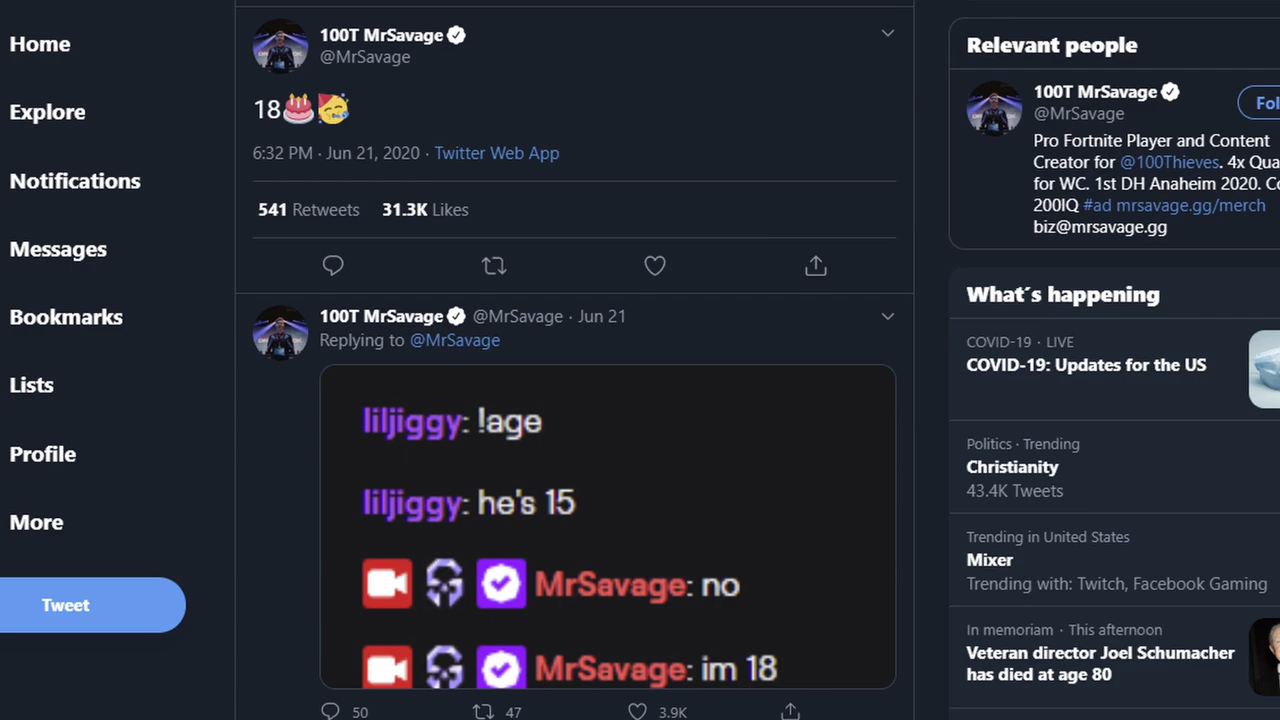 Home
Explore
Notifications
Messages
Bookmarks
Lists
Profile
More
Tweet
100T MrSavage
@MrSavage
18🎂🥳
6:32 PM · Jun 21, 2020 · Twitter Web App
541 Retweets 31.3K Likes
100T MrSavage @MrSavage · Jun 21
Replying to @MrSavage
liljiggy: !age
liljiggy: he's 15
MrSavage: no
MrSavage: im 18
50 47 3.9K
Relevant people
100T MrSavage
@MrSavage
Pro Fortnite Player and Content
Creator for @100Thieves. 4x
for WC. 1st DH Anaheim 2020.
200IQ #ad mrsavage.gg/merch
biz@mrsavage.gg
What´s happening
COVID-19 · LIVE
COVID-19: Updates for the US
Politics · Trending
Christianity
43.4K Tweets
Trending in United States
Mixer
Trending with: Twitch, Facebook Gaming
In memoriam · This afternoon
Veteran director Joel Schumacher
has died at age 80